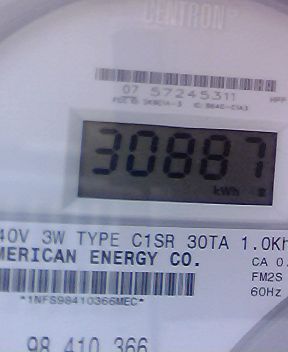 CENTRON
07 57245311
30887
kWh
40V 3W TYPE C1SR 30TA 1.0Kh
MERICAN ENERGY CO.
CA 0.
FM2S
60Hz
*1NFS98410366MEC*
98 410 366